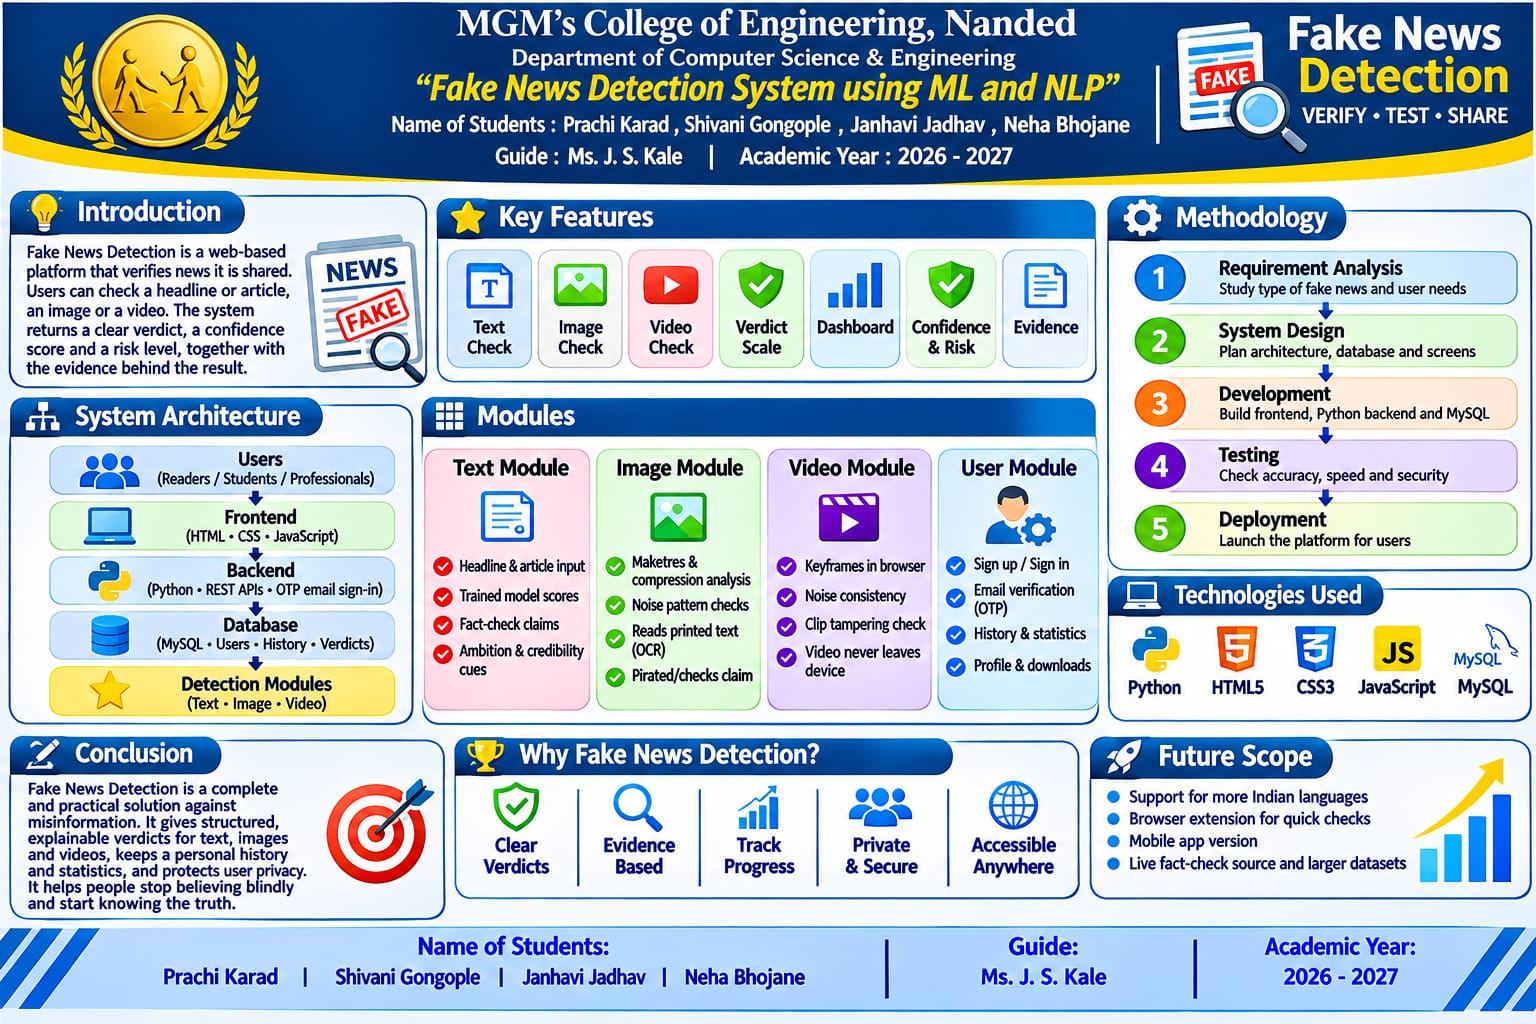 MGM's College of Engineering, Nanded
Department of Computer Science & Engineering
"Fake News Detection System using ML and NLP"
Name of Students : Prachi Karad , Shivani Gongople , Janhavi Jadhav , Neha Bhojane
Guide : Ms. J. S. Kale | Academic Year : 2026 - 2027
FAKE
Fake News
Detection
VERIFY • TEST • SHARE
Introduction
Fake News Detection is a web-based
platform that verifies news it is shared.
Users can check a headline or article,
an image or a video. The system
returns a clear verdict, a confidence
score and a risk level, together with
the evidence behind the result.
NEWS
FAKE
Key Features
T
Text
Check
Image
Check
Video
Check
Verdict
Scale
Dashboard
Confidence
& Risk
Evidence
Methodology
1
Requirement Analysis
Study type of fake news and user needs
2
System Design
Plan architecture, database and screens
3
Development
Build frontend, Python backend and MySQL
4
Testing
Check accuracy, speed and security
5
Deployment
Launch the platform for users
System Architecture
Users
(Readers / Students / Professionals)
Frontend
(HTML • CSS • JavaScript)
Backend
(Python • REST APIs • OTP email sign-in)
Database
(MySQL • Users • History • Verdicts)
Detection Modules
(Text • Image • Video)
Modules
Text Module
Headline & article input
Trained model scores
Fact-check claims
Ambition & credibility
cues
Image Module
Maketres &
compression analysis
Noise pattern checks
Reads printed text
(OCR)
Pirated/checks claim
Video Module
Keyframes in browser
Noise consistency
Clip tampering check
Video never leaves
device
User Module
Sign up / Sign in
Email verification
(OTP)
History & statistics
Profile & downloads
Technologies Used
Python
5
HTML5
3
CSS3
JS
JavaScript
MySQL
MySQL
Conclusion
Fake News Detection is a complete
and practical solution against
misinformation. It gives structured,
explainable verdicts for text, images
and videos, keeps a personal history
and statistics, and protects user privacy.
It helps people stop believing blindly
and start knowing the truth.
Why Fake News Detection?
Clear
Verdicts
Evidence
Based
Track
Progress
Private
& Secure
Accessible
Anywhere
Future Scope
Support for more Indian languages
Browser extension for quick checks
Mobile app version
Live fact-check source and larger datasets
Name of Students:
Prachi Karad | Shivani Gongople | Janhavi Jadhav | Neha Bhojane
Guide:
Ms. J. S. Kale
Academic Year:
2026 - 2027